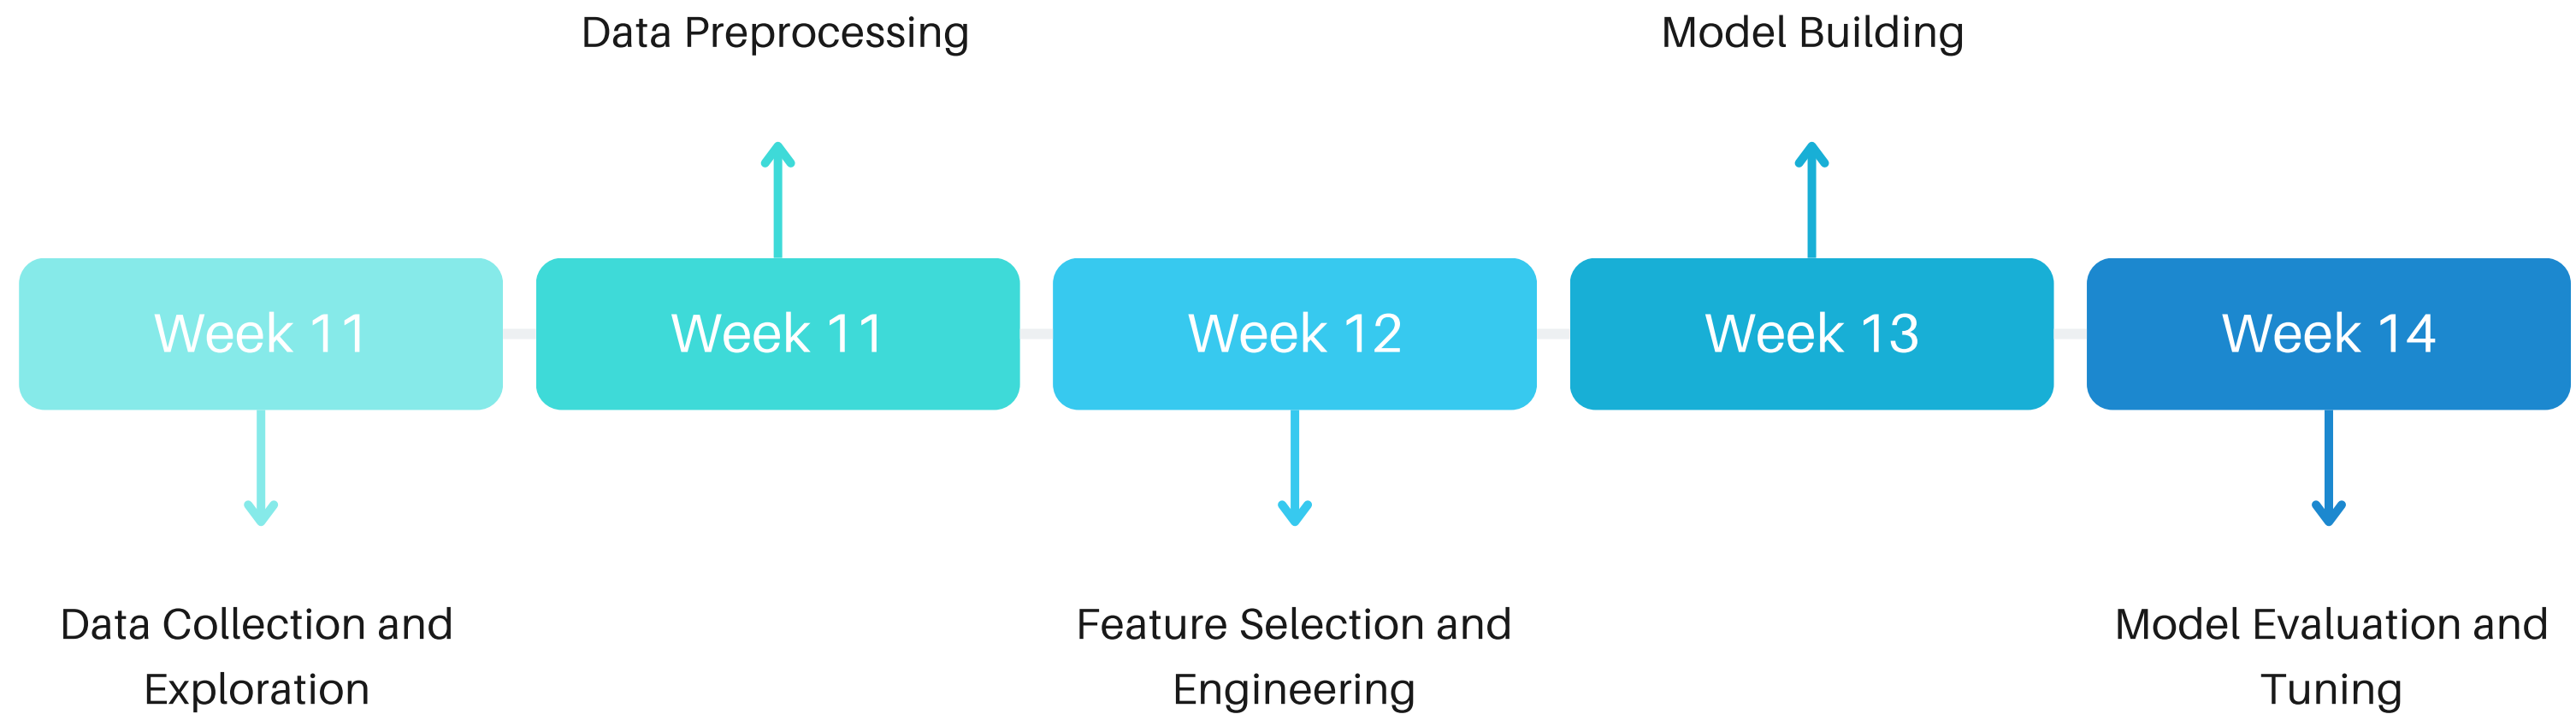 Data Preprocessing
Model Building
Week 11
Week 11
Week 12
Week 13
Week 14
Data Collection and
Exploration
Feature Selection and
Engineering
Model Evaluation and
Tuning